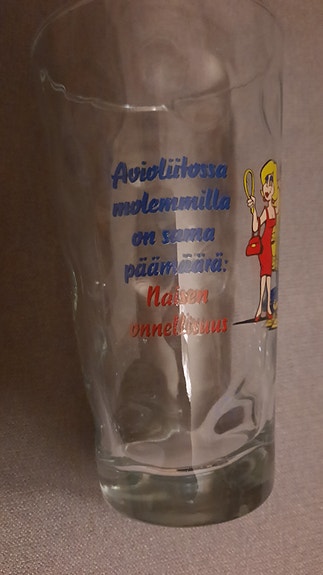 Avioliitossa
molemmilla
on sama
päämäärä:
Naisen
onnellisuus